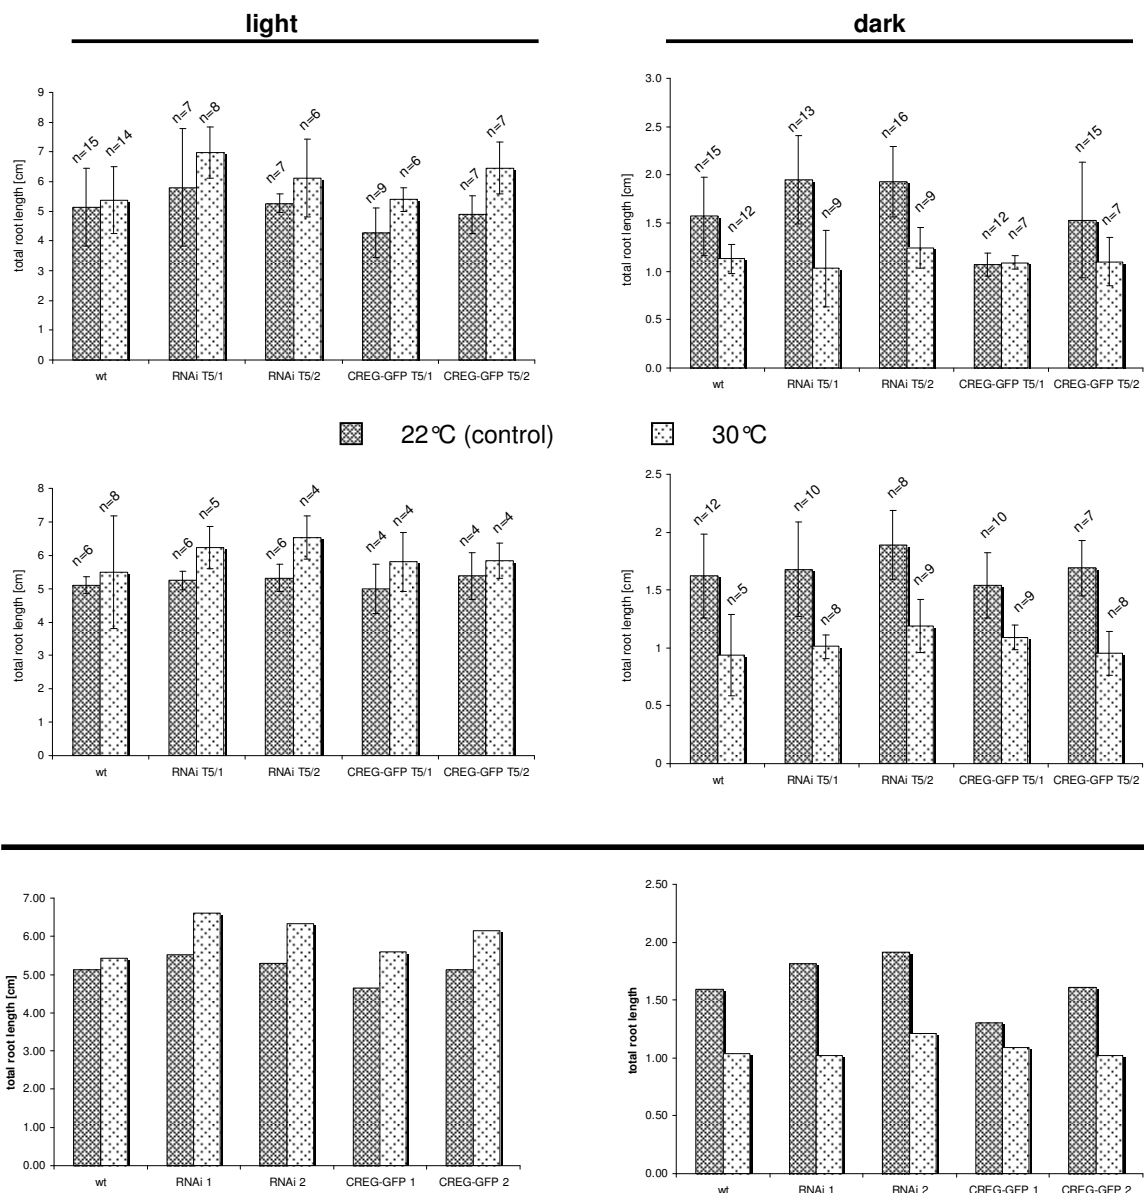 light
dark
total root length [cm]
9
8
7
6
5
4
3
2
1
0
n=15
n=14
n=7
n=8
n=7
n=6
n=9
n=6
n=7
n=7
wt
RNAi T5/1
RNAi T5/2
CREG-GFP T5/1
CREG-GFP T5/2
total root length [cm]
3.0
2.5
2.0
1.5
1.0
0.5
0.0
n=15
n=12
n=13
n=9
n=16
n=9
n=12
n=7
n=15
n=7
wt
RNAi T5/1
RNAi T5/2
CREG-GFP T5/1
CREG-GFP T5/2
22°C (control)
30°C
total root length [cm]
8
7
6
5
4
3
2
1
0
n=6
n=8
n=6
n=5
n=6
n=4
n=4
n=4
n=4
n=4
wt
RNAi T5/1
RNAi T5/2
CREG-GFP T5/1
CREG-GFP T5/2
total root length [cm]
2.5
2
1.5
1
0.5
0
n=12
n=5
n=10
n=8
n=8
n=9
n=10
n=9
n=7
n=8
wt
RNAi T5/1
RNAi T5/2
CREG-GFP T5/1
CREG-GFP T5/2
total root length [cm]
7.00
6.00
5.00
4.00
3.00
2.00
1.00
0.00
wt
RNAi 1
RNAi 2
CREG-GFP 1
CREG-GFP 2
total root length
2.50
2.00
1.50
1.00
0.50
0.00
wt
RNAi 1
RNAi 2
CREG-GFP 1
CREG-GFP 2